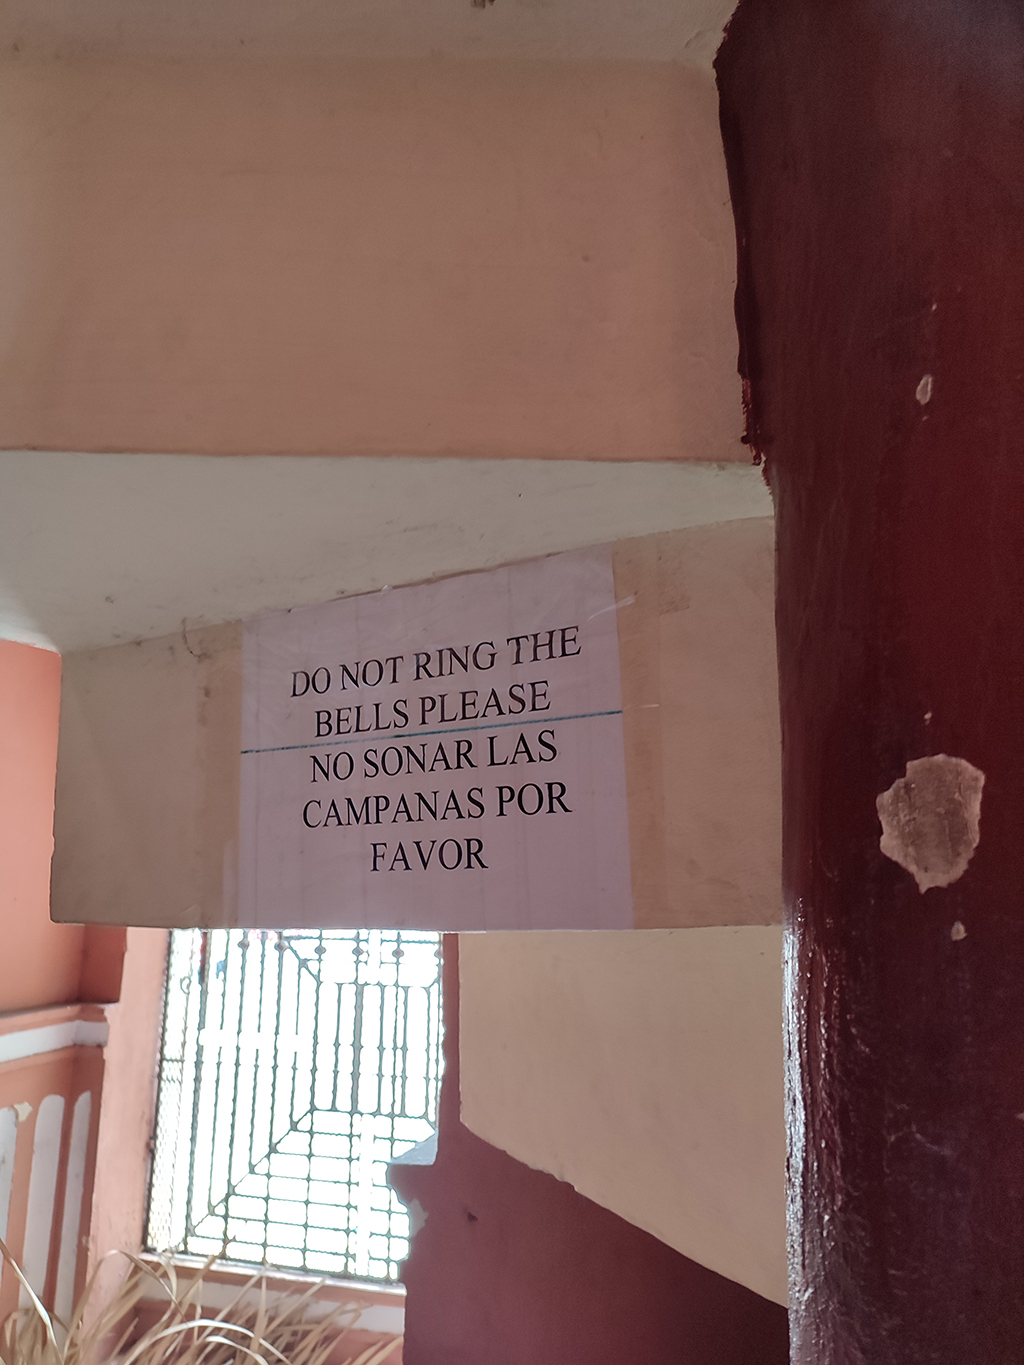 DO NOT RING THE
BELLS PLEASE
NO SONAR LAS
CAMPANAS POR
FAVOR